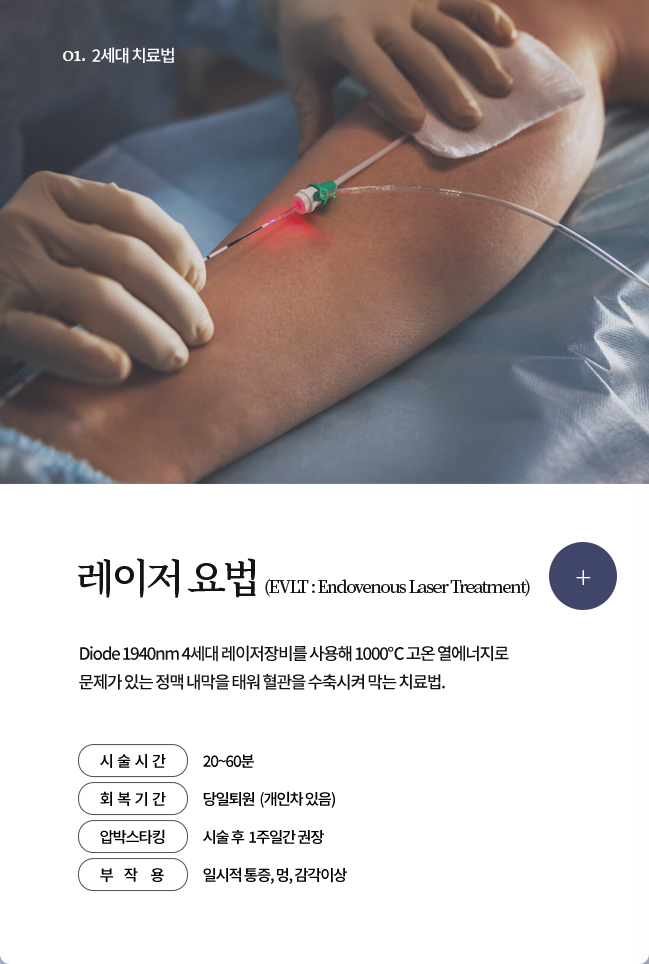 01. 2세대 치료법
레이저 요법 (EVLT : Endovenous Laser Treatment)
+
Diode 1940nm 4세대 레이저장비를 사용해 1000℃ 고온 열에너지로
문제가 있는 정맥 내막을 태워 혈관을 수축시켜 막는 치료법.
시술시간 20~60분
회복기간 당일퇴원 (개인차 있음)
압박스타킹 시술 후 1주일간 권장
부작용 일시적 통증, 멍, 감각이상